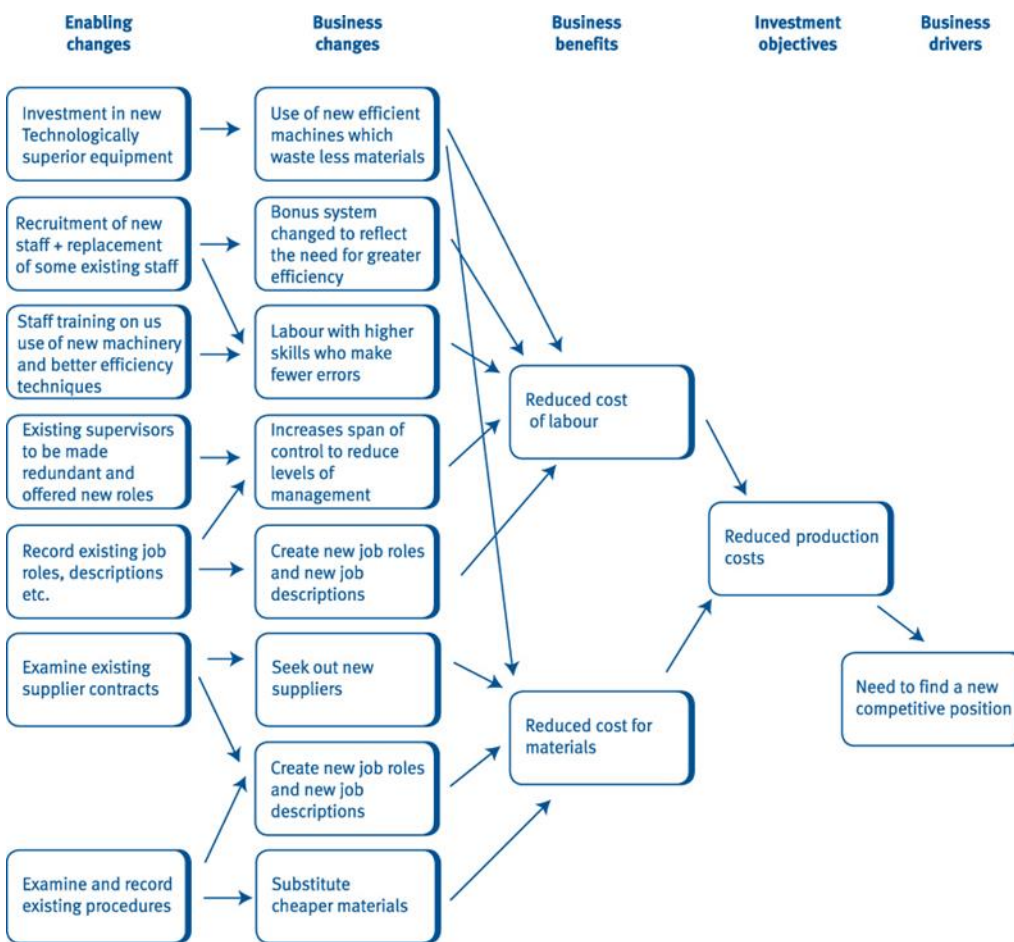 Enabling
changes
Business
changes
Business
benefits
Investment
objectives
Business
drivers
Investment in new
Technologically
superior equipment
Use of new efficient
machines which
waste less materials
Recruitment of new
staff + replacement
of some existing staff
Bonus system
changed to reflect
the need for greater
efficiency
Staff training on us
use of new machinery
and better efficiency
techniques
Labour with higher
skills who make
fewer errors
Reduced cost
of labour
Existing supervisors
to be made
redundant and
offered new roles
Increases span of
control to reduce
levels of
management
Record existing job
roles, descriptions
etc.
Create new job roles
and new job
descriptions
Reduced production
costs
Examine existing
supplier contracts
Seek out new
suppliers
Reduced cost for
materials
Need to find a new
competitive position
Create new job roles
and new job
descriptions
Examine and record
existing procedures
Substitute
cheaper materials